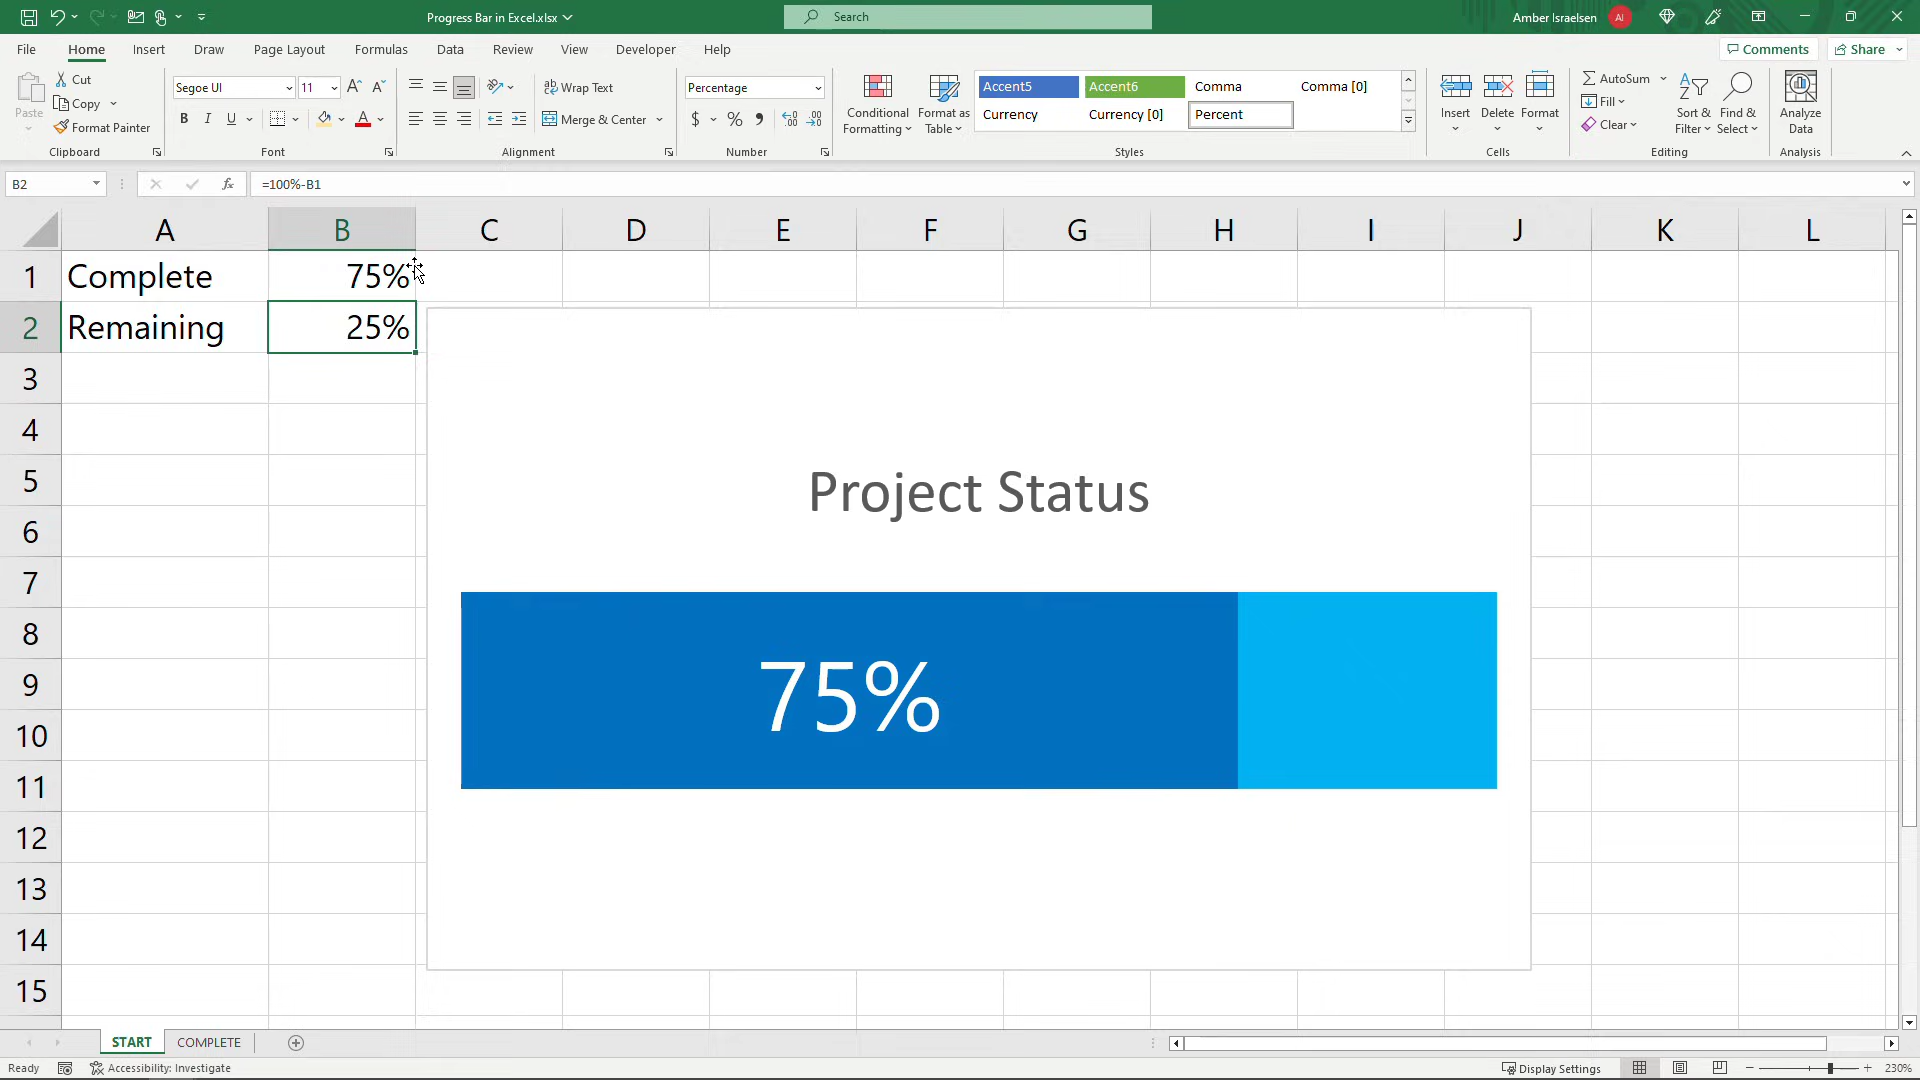 Progress Bar in Excel.xlsx
Search
Amber Israelsen
AI
File Home Insert Draw Page Layout Formulas Data Review View Developer Help
Comments Share
Paste
Cut
Copy
Format Painter
Clipboard
Segoe UI 11
B I U
Font
Wrap Text
Merge & Center
Alignment
Percentage
$ % 9
Number
Conditional Formatting
Format as Table
Accent5 Accent6 Comma Comma [0]
Currency Currency [0] Percent
Styles
Insert Delete Format
Cells
AutoSum
Fill
Clear
Sort & Filter
Find & Select
Editing
Analyze Data
Analysis
B2 fx =100%-B1
A B C D E F G H I J K L
1 Complete 75%
2 Remaining 25%
3
4
5
6
7
8
9
10
11
12
13
14
15
Project Status
75%
START COMPLETE
Ready Accessibility: Investigate Display Settings 230%